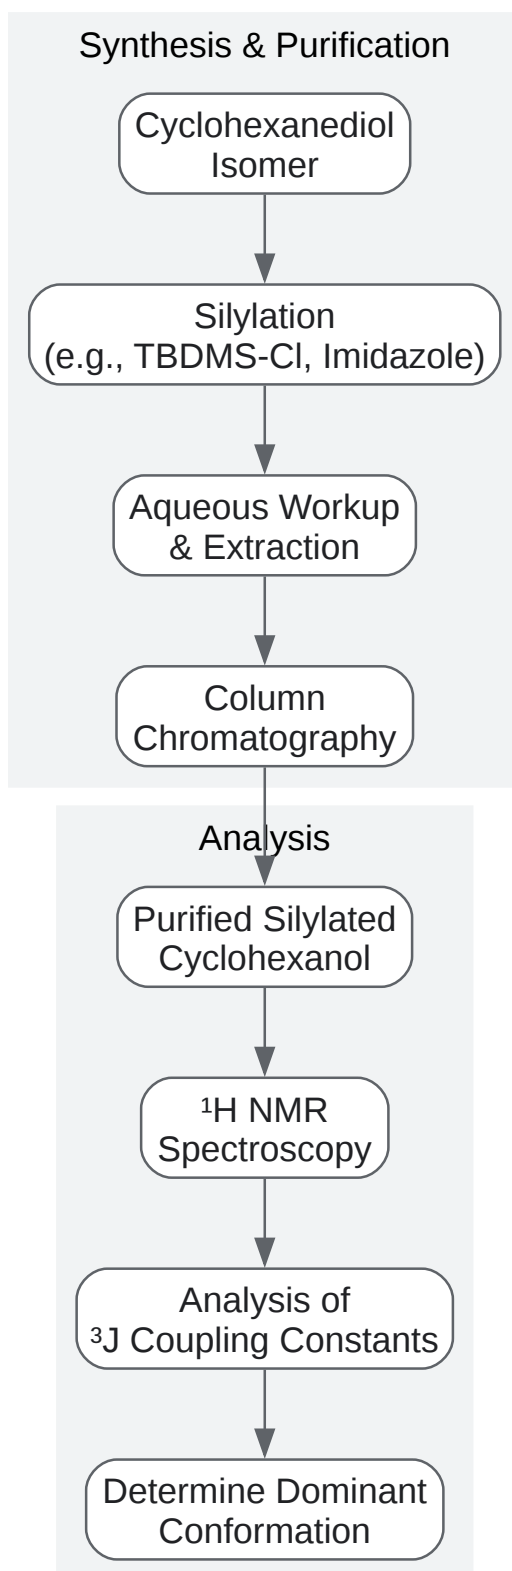 Synthesis & Purification
Cyclohexanediol
Isomer
Silylation
(e.g., TBDMS-Cl, Imidazole)
Aqueous Workup
& Extraction
Column
Chromatography
Analysis
Purified Silylated
Cyclohexanol
¹H NMR
Spectroscopy
Analysis of
³J Coupling Constants
Determine Dominant
Conformation